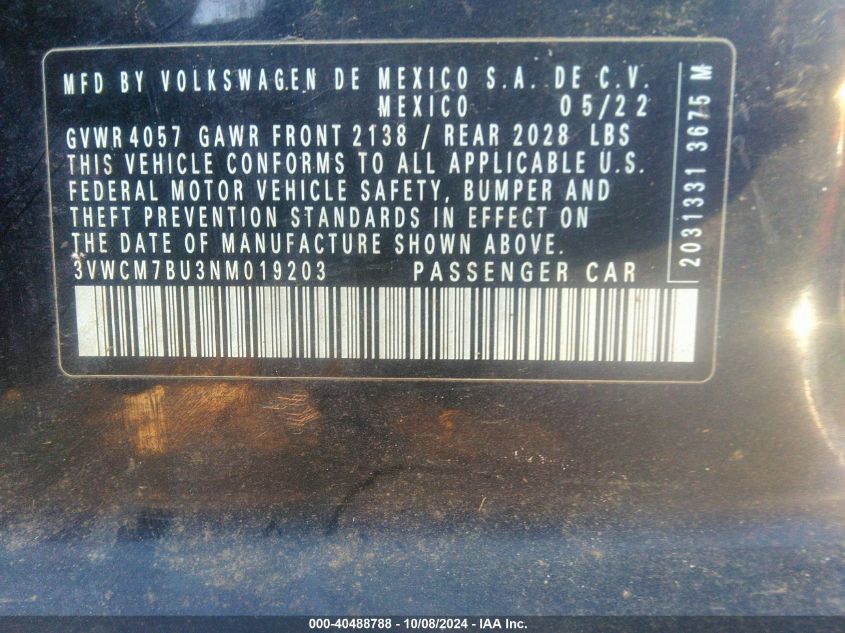 MFD BY VOLKSWAGEN DE MEXICO S.A. DE C.V.
MEXICO 05/22
GVWR 4057 GAWR FRONT 2138 / REAR 2028 LBS
THIS VEHICLE CONFORMS TO ALL APPLICABLE U.S.
FEDERAL MOTOR VEHICLE SAFETY, BUMPER AND
THEFT PREVENTION STANDARDS IN EFFECT ON
THE DATE OF MANUFACTURE SHOWN ABOVE.
3VWCM7BU3NM019203 PASSENGER CAR
2031331 3675 M
000-40488788 - 10/08/2024 - IAA Inc.